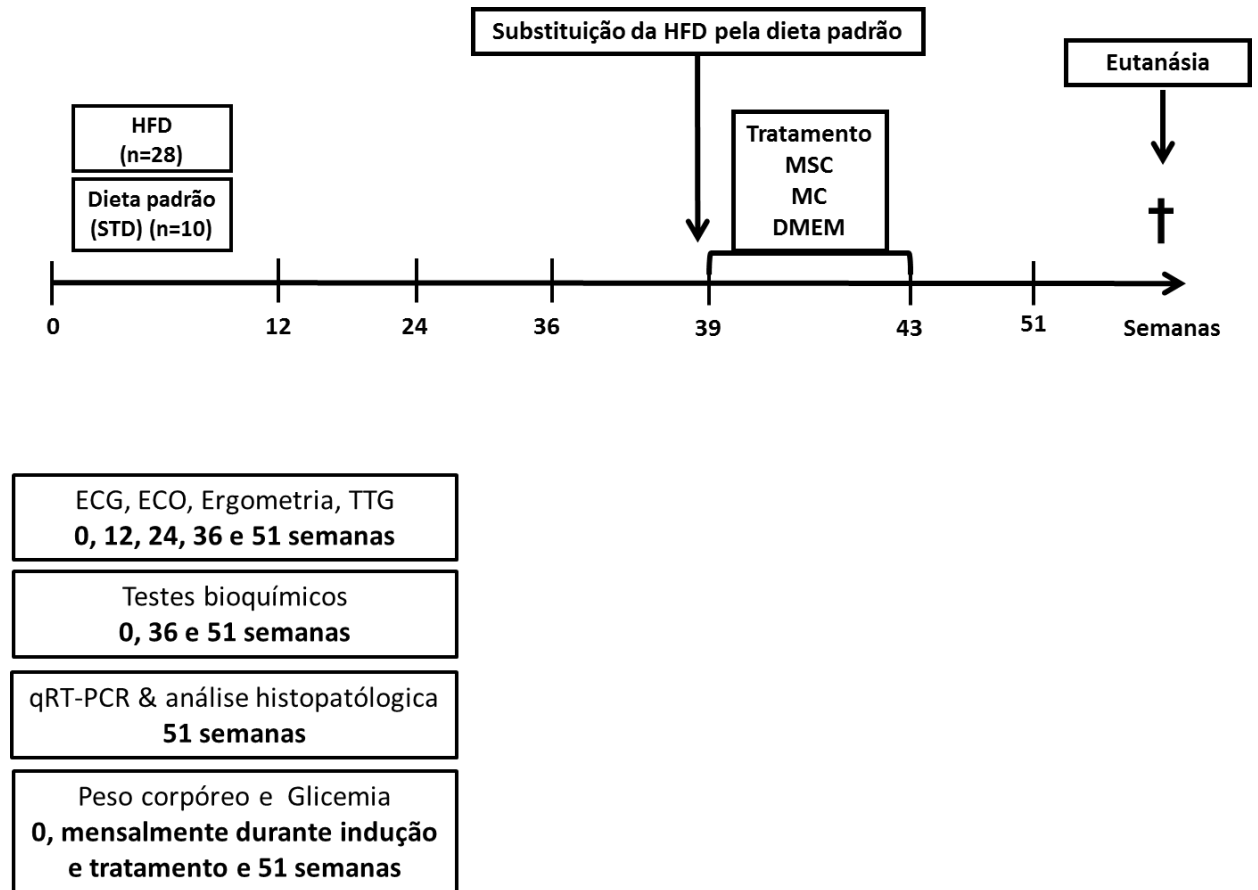 Substituição da HFD pela dieta padrão
Eutanásia
HFD
(n=28)
Dieta padrão
(STD) (n=10)
Tratamento
MSC
MC
DMEM
0
12
24
36
39
43
51
Semanas
ECG, ECO, Ergometria, TTG
0, 12, 24, 36 e 51 semanas
Testes bioquímicos
0, 36 e 51 semanas
qRT-PCR & análise histopatólogica
51 semanas
Peso corpóreo e Glicemia
0, mensalmente durante indução
e tratamento e 51 semanas